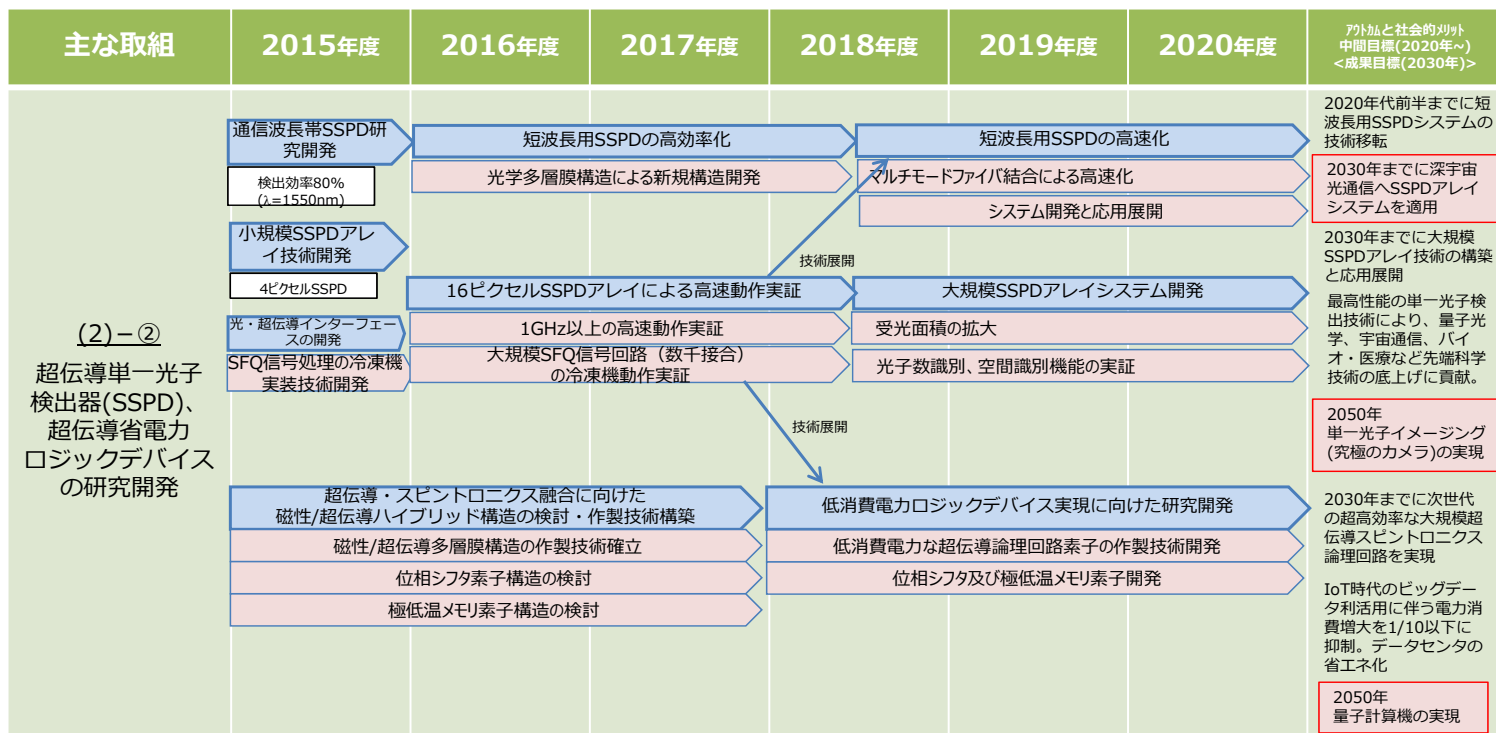 主な取組
2015年度
2016年度
2017年度
2018年度
2019年度
2020年度
アウトカムと社会的メリット
中間目標(2020年~)
<成果目標(2030年)>
(2)−②
超伝導単一光子
検出器(SSPD)、
超伝導省電力
ロジックデバイス
の研究開発
通信波長帯SSPD研
究開発
検出効率80%
(λ=1550nm)
小規模SSPDアレ
イ技術開発
4ピクセルSSPD
光・超伝導インターフェー
スの開発
SFQ信号処理の冷凍機
実装技術開発
短波長用SSPDの高効率化
光学多層膜構造による新規構造開発
短波長用SSPDの高速化
マルチモードファイバ結合による高速化
システム開発と応用展開
技術展開
16ピクセルSSPDアレイによる高速動作実証
1GHz以上の高速動作実証
大規模SFQ信号回路（数千接合）
の冷凍機動作実証
大規模SSPDアレイシステム開発
受光面積の拡大
光子数識別、空間識別機能の実証
技術展開
超伝導・スピントロニクス融合に向けた
磁性/超伝導ハイブリッド構造の検討・作製技術構築
磁性/超伝導多層膜構造の作製技術確立
位相シフタ素子構造の検討
極低温メモリ素子構造の検討
低消費電力ロジックデバイス実現に向けた研究開発
低消費電力な超伝導論理回路素子の作製技術開発
位相シフタ及び極低温メモリ素子開発
2020年代前半までに短
波長用SSPDシステムの
技術移転
2030年までに深宇宙
光通信へSSPDアレイ
システムを適用
2030年までに大規模
SSPDアレイ技術の構築
と応用展開
最高性能の単一光子検
出技術により、量子光
学、宇宙通信、バイ
オ・医療など先端科学
技術の底上げに貢献。
2050年
単一光子イメージング
(究極のカメラ)の実現
2030年までに次世代
の超高効率な大規模超
伝導スピントロニクス
論理回路を実現
IoT時代のビッグデー
タ利活用に伴う電力消
費増大を1/10以下に
抑制。データセンタの
省エネ化
2050年
量子計算機の実現